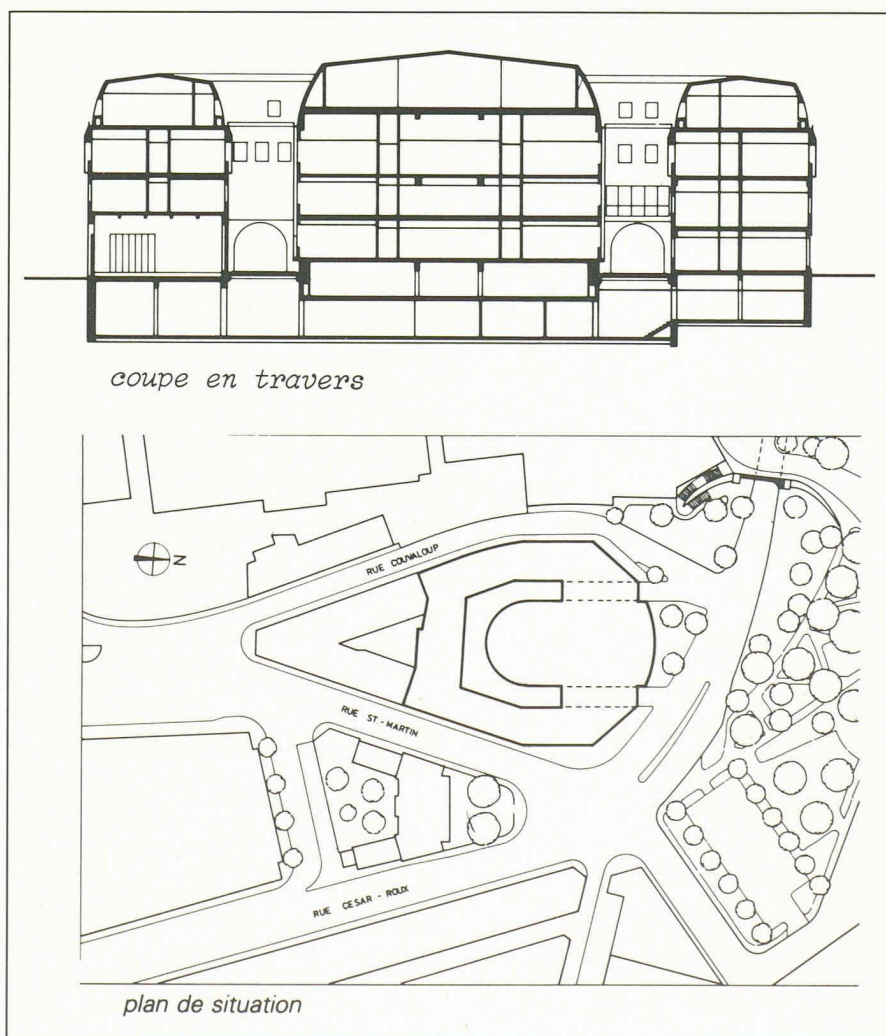 coupe en travers
N
RUE COUVALOUP
RUE ST-MARTIN
RUE CESAR-ROUX
plan de situation